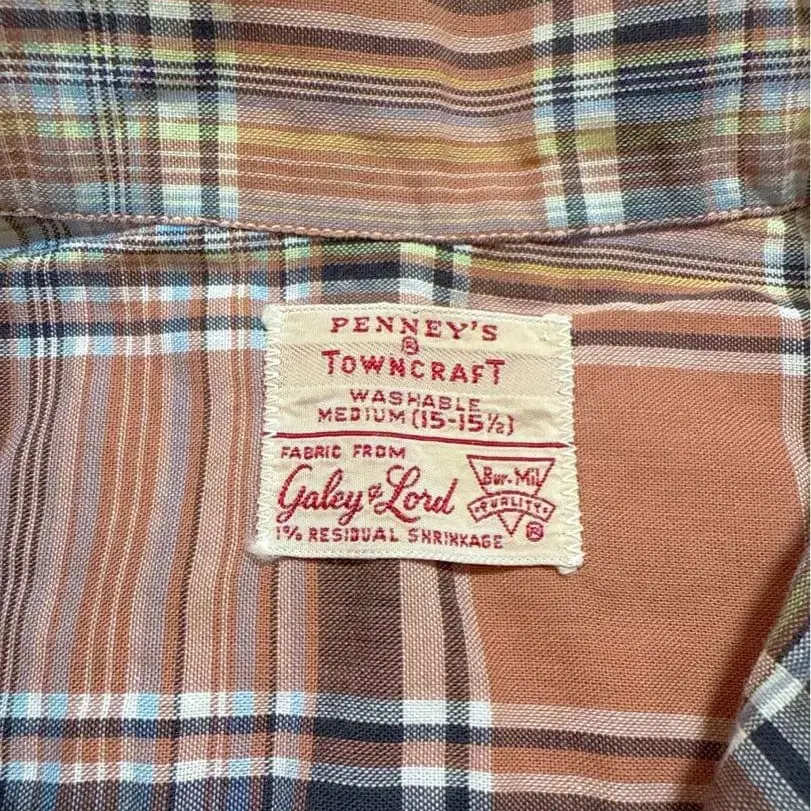 PENNEY'S
®
TOWNCRAFT
WASHABLE
MEDIUM (15-15½)
FABRIC FROM
Galey & Lord
Bur-Mil
QUALITY
®
1% RESIDUAL SHRINKAGE